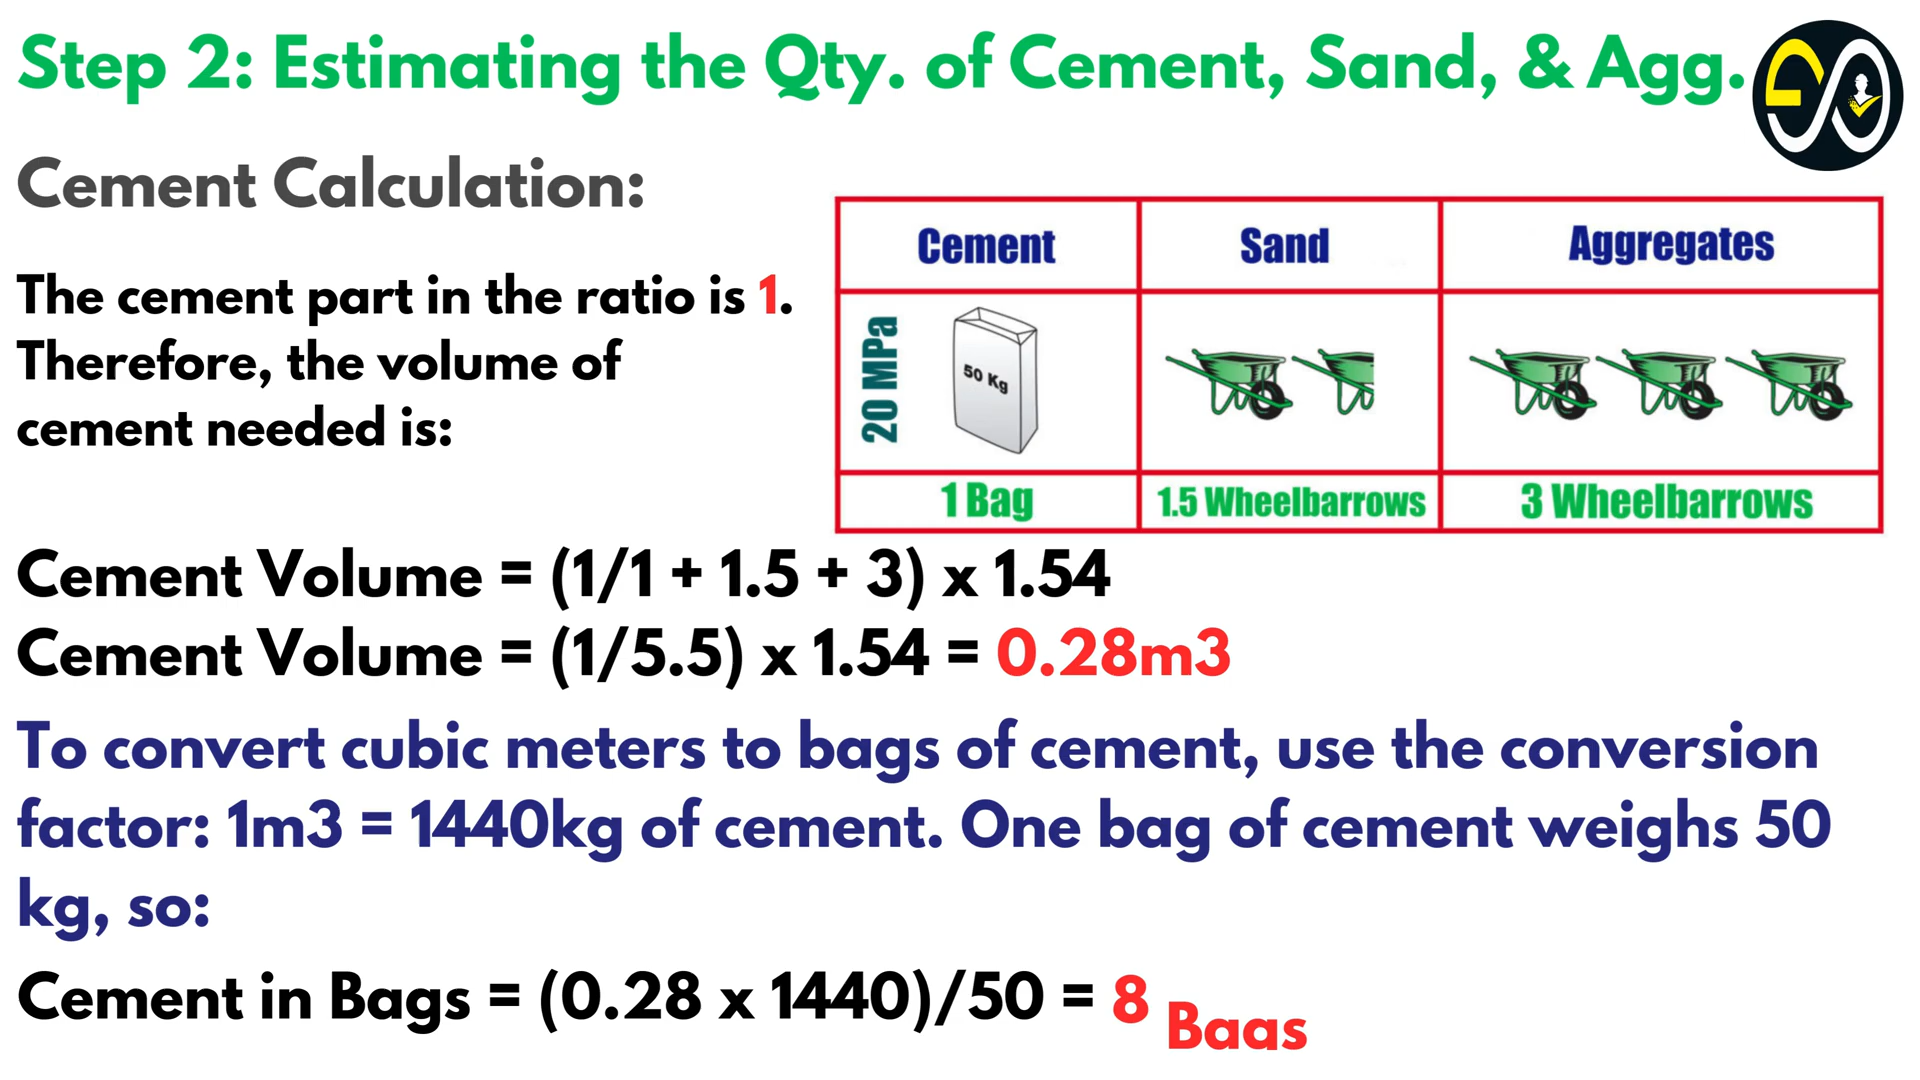 Step 2: Estimating the Qty. of Cement, Sand, & Agg.
Cement Calculation:
The cement part in the ratio is 1.
Therefore, the volume of
cement needed is:
Cement Sand Aggregates
20 MPa
50 Kg
1 Bag 1.5 Wheelbarrows 3 Wheelbarrows
Cement Volume = (1/1 + 1.5 + 3) x 1.54
Cement Volume = (1/5.5) x 1.54 = 0.28m3
To convert cubic meters to bags of cement, use the conversion
factor: 1m3 = 1440kg of cement. One bag of cement weighs 50
kg, so:
Cement in Bags = (0.28 x 1440)/50 = 8 Baas